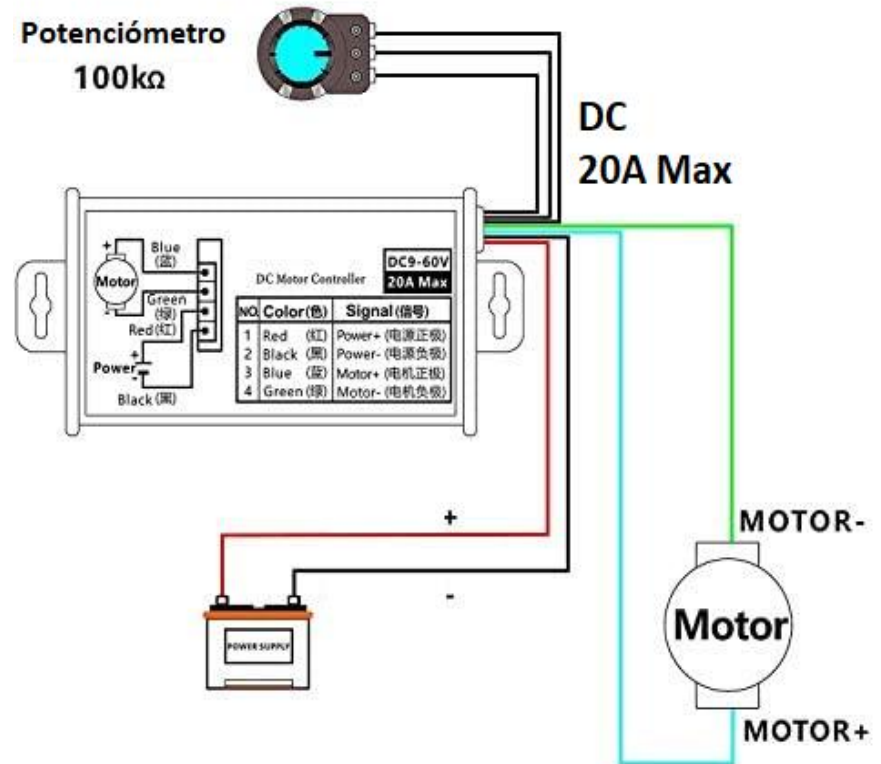 Potenciómetro
100kΩ
DC
20A Max
+
Blue
(蓝)
Motor
-
Green
(绿)
Red(红)
+
Power
-
Black(黑)
DC Motor Controller
DC9-60V
20A Max
NO. Color(色) Signal(信号)
1 Red (红) Power+ (电源正极)
2 Black (黑) Power- (电源负极)
3 Blue (蓝) Motor+ (电机正极)
4 Green(绿) Motor- (电机负极)
+
-
POWER SUPPLY
MOTOR-
Motor
MOTOR+